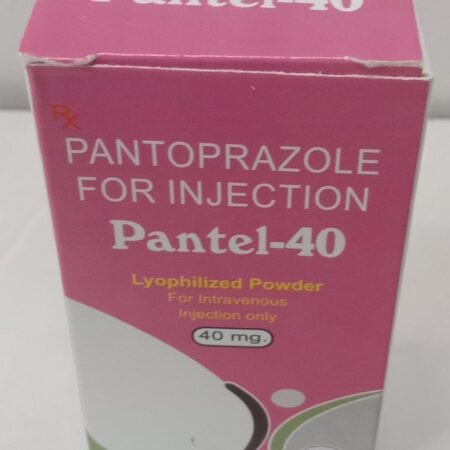 Pantel-40
Rx
PANTOPRAZOLE
FOR INJECTION
Pantel-40
Lyophilized Powder
For Intravenous
Injection only
40 mg.